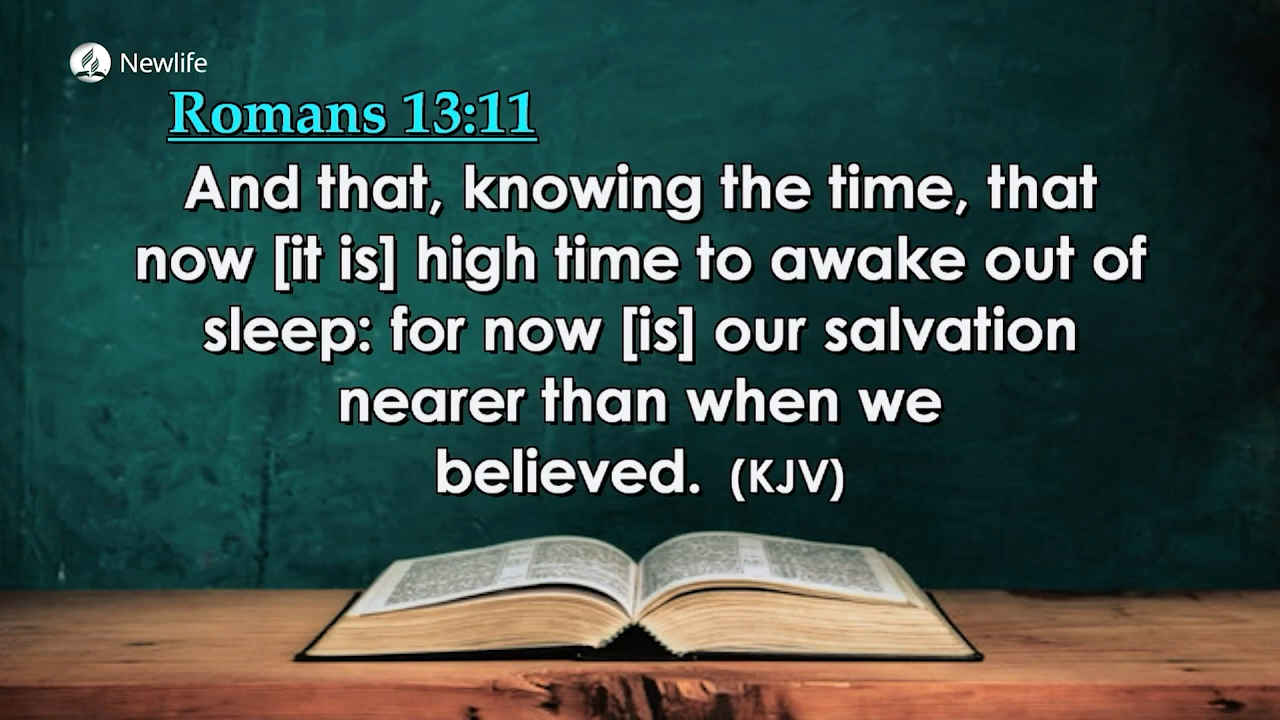 Newlife
Romans 13:11
And that, knowing the time, that
now [it is] high time to awake out of
sleep: for now [is] our salvation
nearer than when we
believed. (KJV)